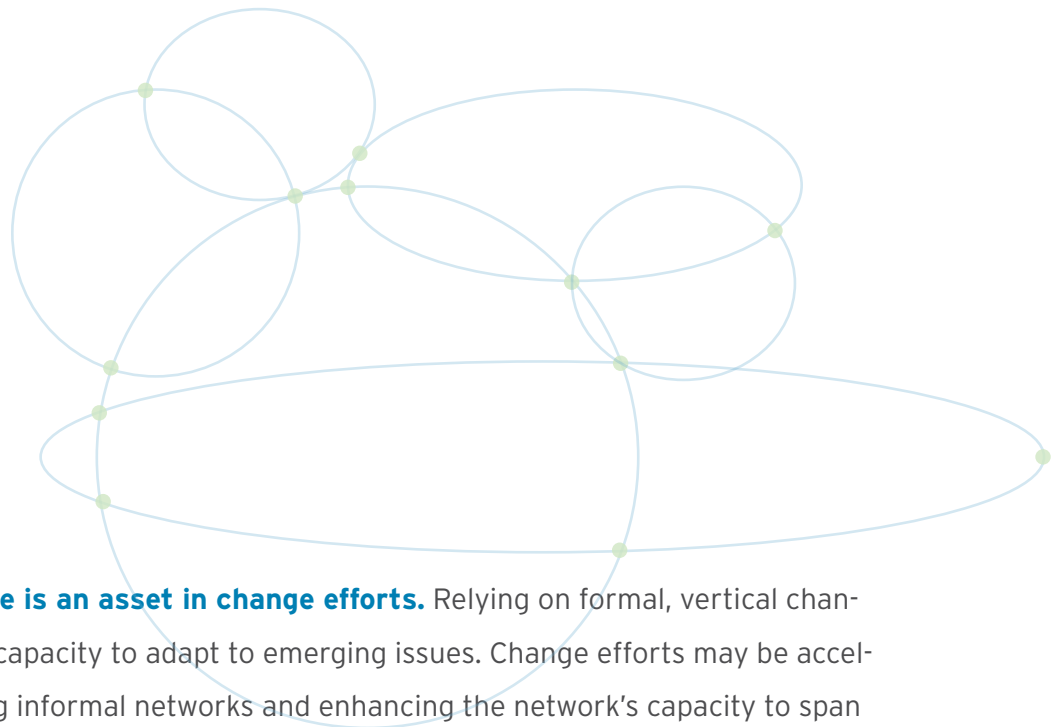 e is an asset in change efforts. Relying on formal, vertical chan-
capacity to adapt to emerging issues. Change efforts may be accel-
g informal networks and enhancing the network’s capacity to span